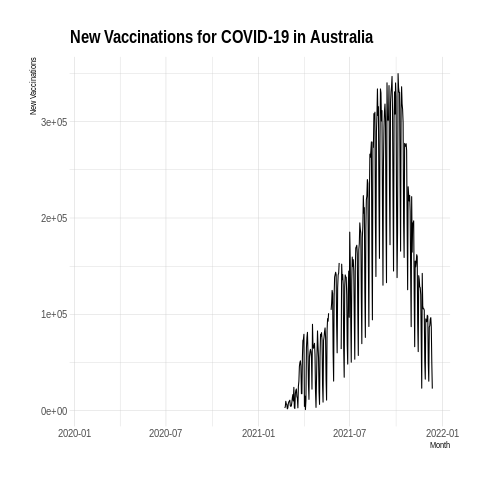 New Vaccinations for COVID-19 in Australia
New Vaccinations
3e+05
2e+05
1e+05
0e+00
2020-01
2020-07
2021-01
2021-07
2022-01
Month